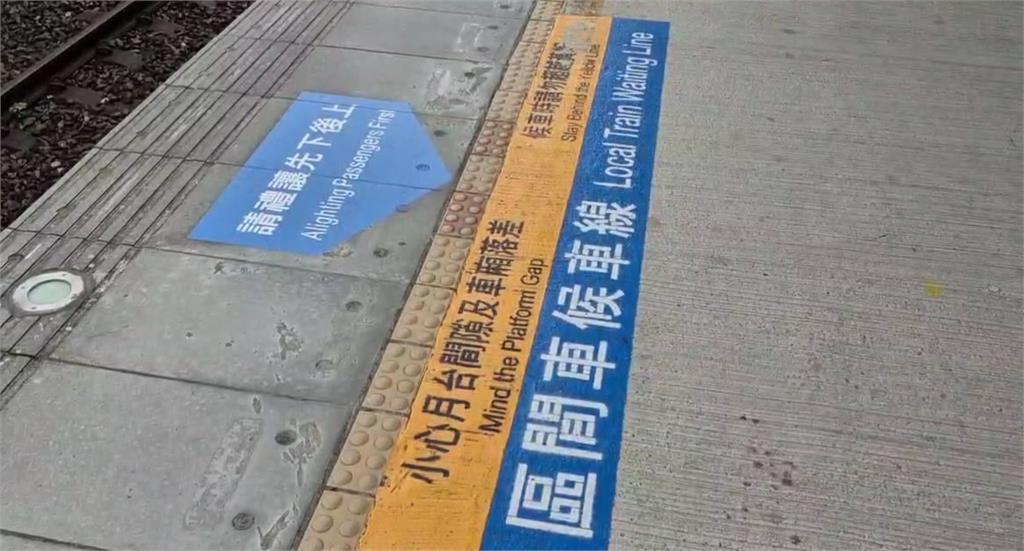 請禮讓先下後上
Alighting Passengers First
小心月台間隙及車廂落差
Mind the Platform Gap
Stay Behind the Yellow Line
區間車候車線 Local Train Waiting Line